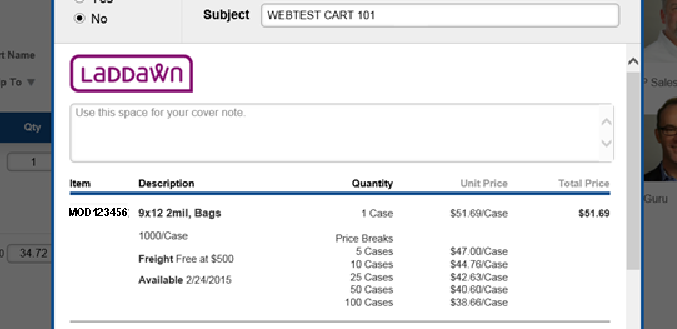 Yes
No
Subject WEBTEST CART 101
rt Name
p To ▼
Qty
1
34.72
LADDAWN
Use this space for your cover note.
Item Description Quantity Unit Price Total Price
MOD123456 9x12 2mil, Bags 1 Case $51.69/Case $51.69
1000/Case Price Breaks
5 Cases $47.00/Case
Freight Free at $500 10 Cases $44.76/Case
25 Cases $42.63/Case
Available 2/24/2015 50 Cases $40.60/Case
100 Cases $38.66/Case
P Sales
Guru